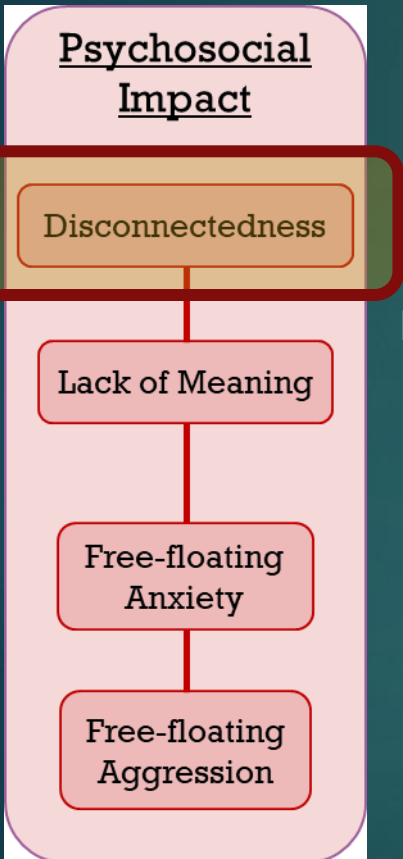 Psychosocial
Impact
Disconnectedness
Lack of Meaning
Free-floating
Anxiety
Free-floating
Aggression